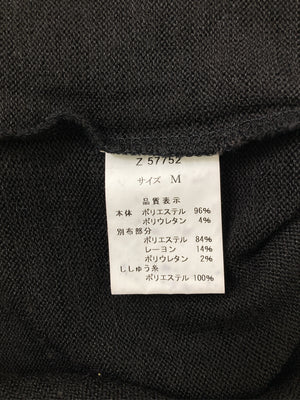 Z 57752
サイズ M
品質表示
本体 ポリエステル 96%
ポリウレタン 4%
別布部分
ポリエステル 84%
レーヨン 14%
ポリウレタン 2%
ししゅう糸
ポリエステル 100%